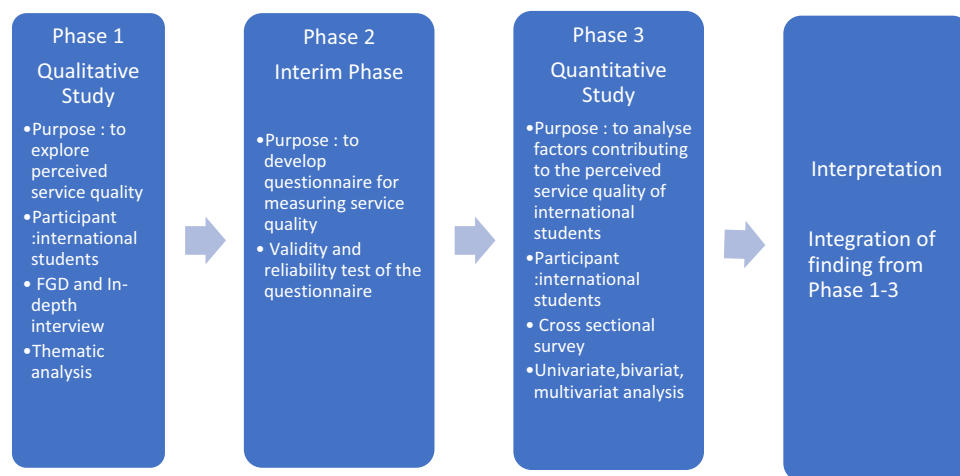 Phase 1
Qualitative
Study
•Purpose : to
explore
perceived
service quality
•Participant
:international
students
• FGD and In-
depth
interview
•Thematic
analysis
Phase 2
Interim Phase
•Purpose : to
develop
questionnaire for
measuring service
quality
• Validity and
reliability test of the
questionnaire
Phase 3
Quantitative
Study
•Purpose : to analyse
factors contributing
to the perceived
service quality of
international
students
•Participant
:international
students
• Cross sectional
survey
•Univariate,bivariat,
multivariat analysis
Interpretation
Integration of
finding from
Phase 1-3